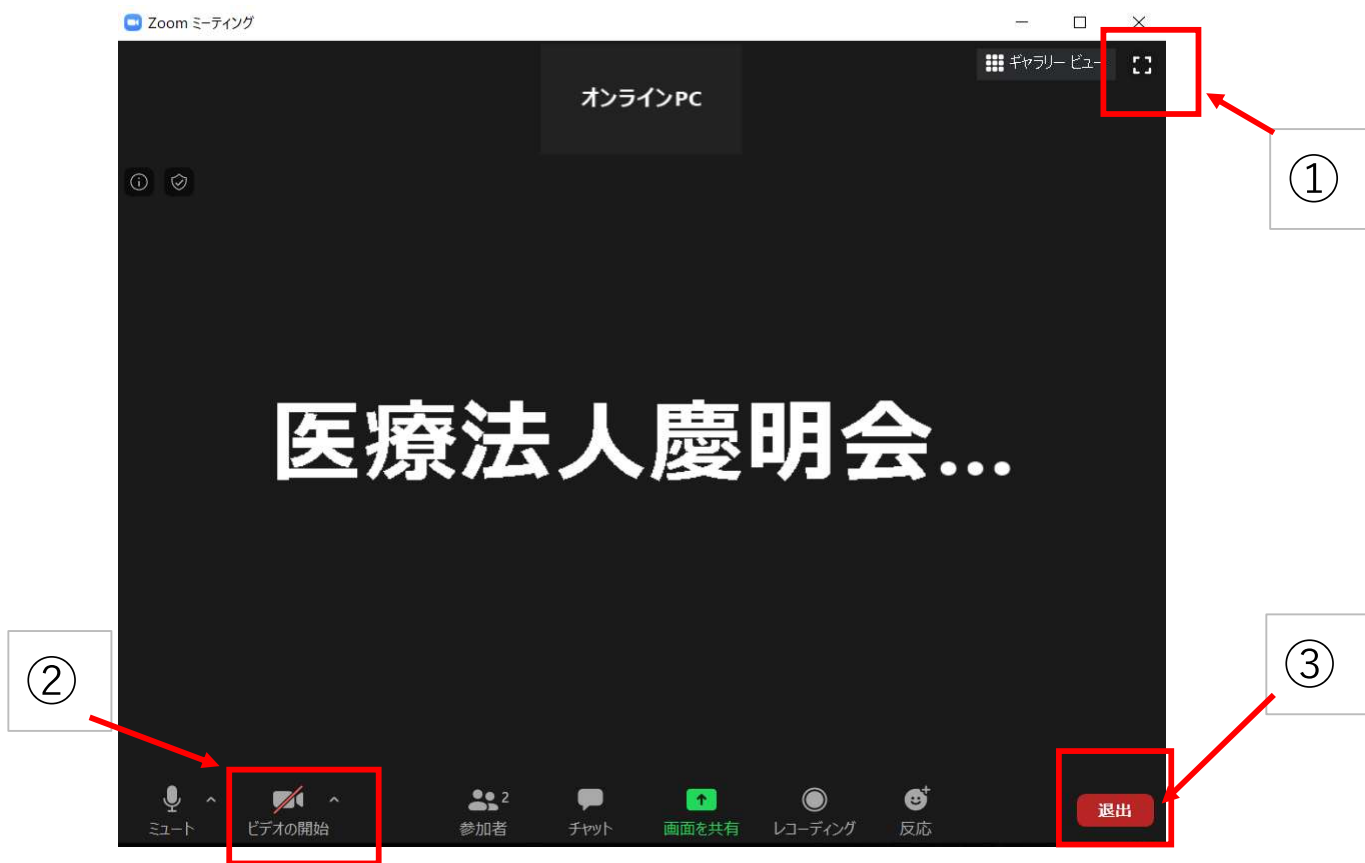 Zoom ミーティング
ギャラリー ビュー
オンラインPC
①
医療法人慶明会...
②
③
ミュート
ビデオの開始
2
参加者
チャット
画面を共有
レコーディング
反応
退出